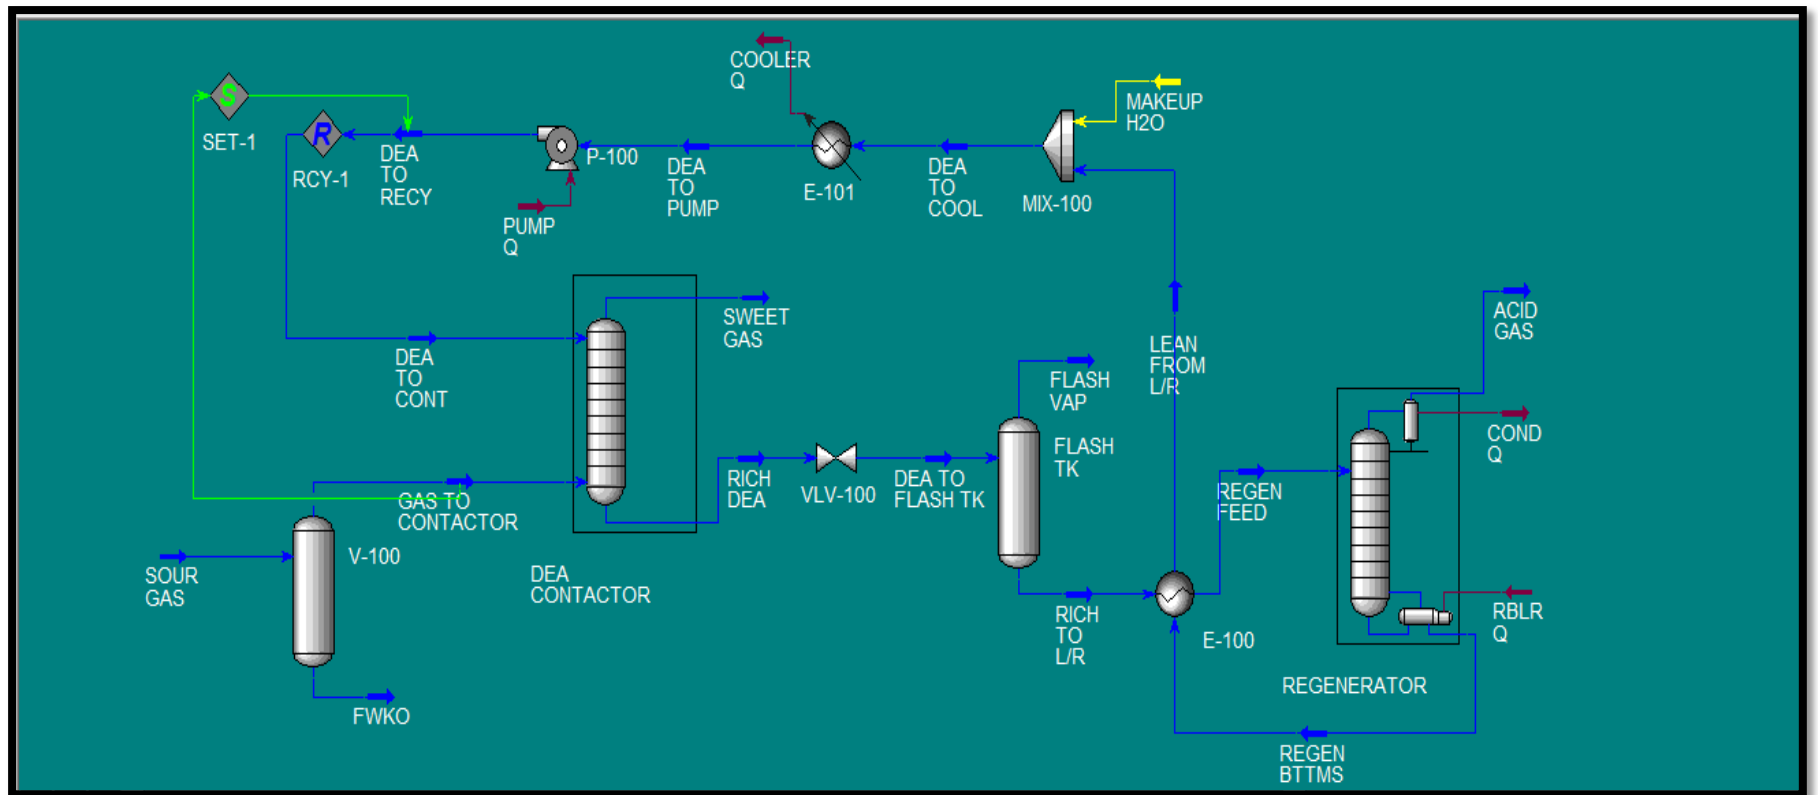 COOLER
Q
MAKEUP
H2O
S
SET-1
R
RCY-1
DEA
TO
RECY
P-100
PUMP
Q
DEA
TO
PUMP
E-101
DEA
TO
COOL
MIX-100
SWEET
GAS
DEA
TO
CONT
LEAN
FROM
L/R
ACID
GAS
FLASH
VAP
COND
Q
FLASH
TK
RICH
DEA
VLV-100
DEA TO
FLASH TK
REGEN
FEED
GAS TO
CONTACTOR
V-100
SOUR
GAS
DEA
CONTACTOR
RICH
TO
L/R
E-100
RBLR
Q
REGENERATOR
FWKO
REGEN
BTTMS